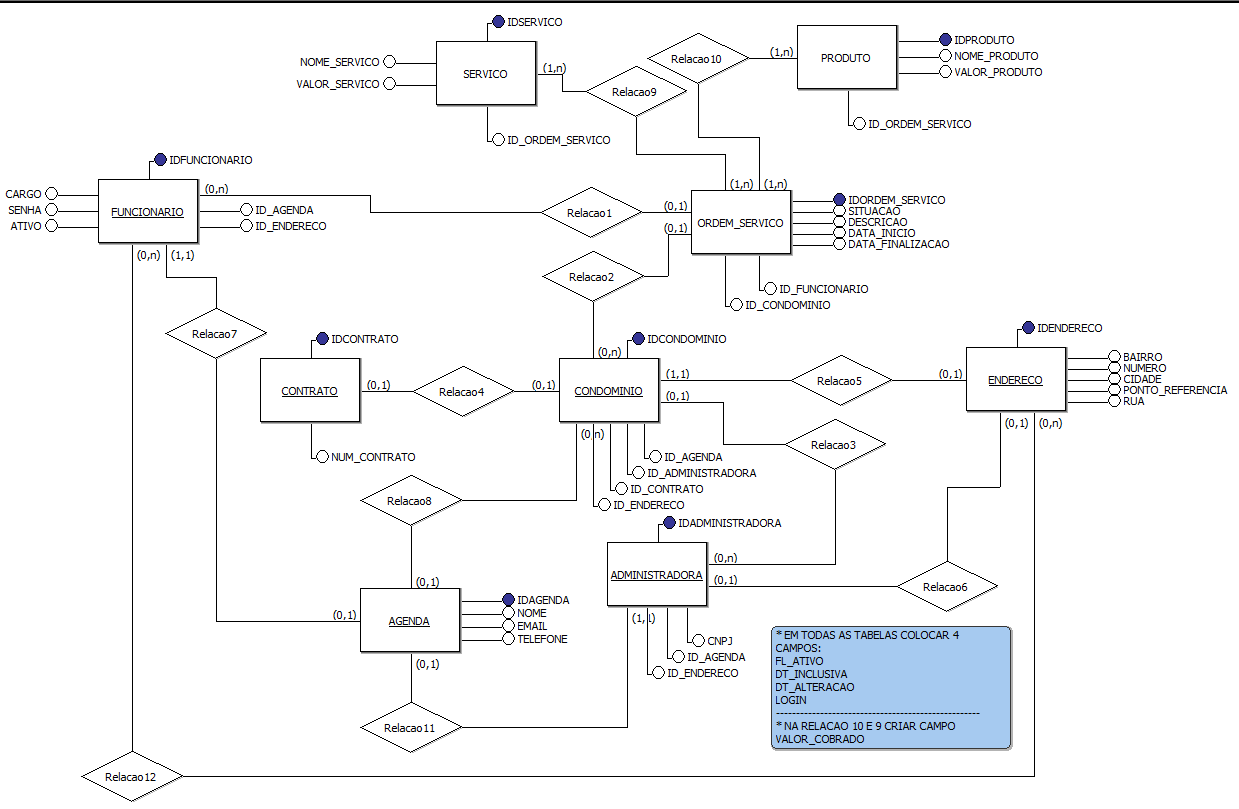 IDSERVICO
NOME_SERVICO
VALOR_SERVICO
SERVICO
(1,n)
ID_ORDEM_SERVICO
Relacao9
Relacao10
(1,n)
PRODUTO
IDPRODUTO
NOME_PRODUTO
VALOR_PRODUTO
ID_ORDEM_SERVICO
IDFUNCIONARIO
CARGO
SENHA
ATIVO
FUNCIONARIO
(0,n)
ID_AGENDA
ID_ENDERECO
(0,n)
(1,1)
Relacao1
(0,1)
(0,1)
(1,n)
(1,n)
ORDEM_SERVICO
IDORDEM_SERVICO
SITUACAO
DESCRICAO
DATA_INICIO
DATA_FINALIZACAO
ID_FUNCIONARIO
ID_CONDOMINIO
Relacao2
Relacao7
IDCONTRATO
CONTRATO
(0,1)
NUM_CONTRATO
Relacao4
(0,1)
(0,n)
IDCONDOMINIO
CONDOMINIO
(1,1)
(0,1)
(0,n)
ID_AGENDA
ID_ADMINISTRADORA
ID_CONTRATO
ID_ENDERECO
Relacao5
(0,1)
IDENDERECO
ENDERECO
BAIRRO
NUMERO
CIDADE
PONTO_REFERENCIA
RUA
(0,1)
(0,n)
Relacao3
Relacao8
IDADMINISTRADORA
ADMINISTRADORA
(0,n)
(0,1)
(1,1)
CNPJ
ID_AGENDA
ID_ENDERECO
Relacao6
(0,1)
(0,1)
AGENDA
IDAGENDA
NOME
EMAIL
TELEFONE
(0,1)
Relacao11
Relacao12
* EM TODAS AS TABELAS COLOCAR 4
CAMPOS:
FL_ATIVO
DT_INCLUSIVA
DT_ALTERACAO
LOGIN
------------------------------------------------
* NA RELACAO 10 E 9 CRIAR CAMPO
VALOR_COBRADO